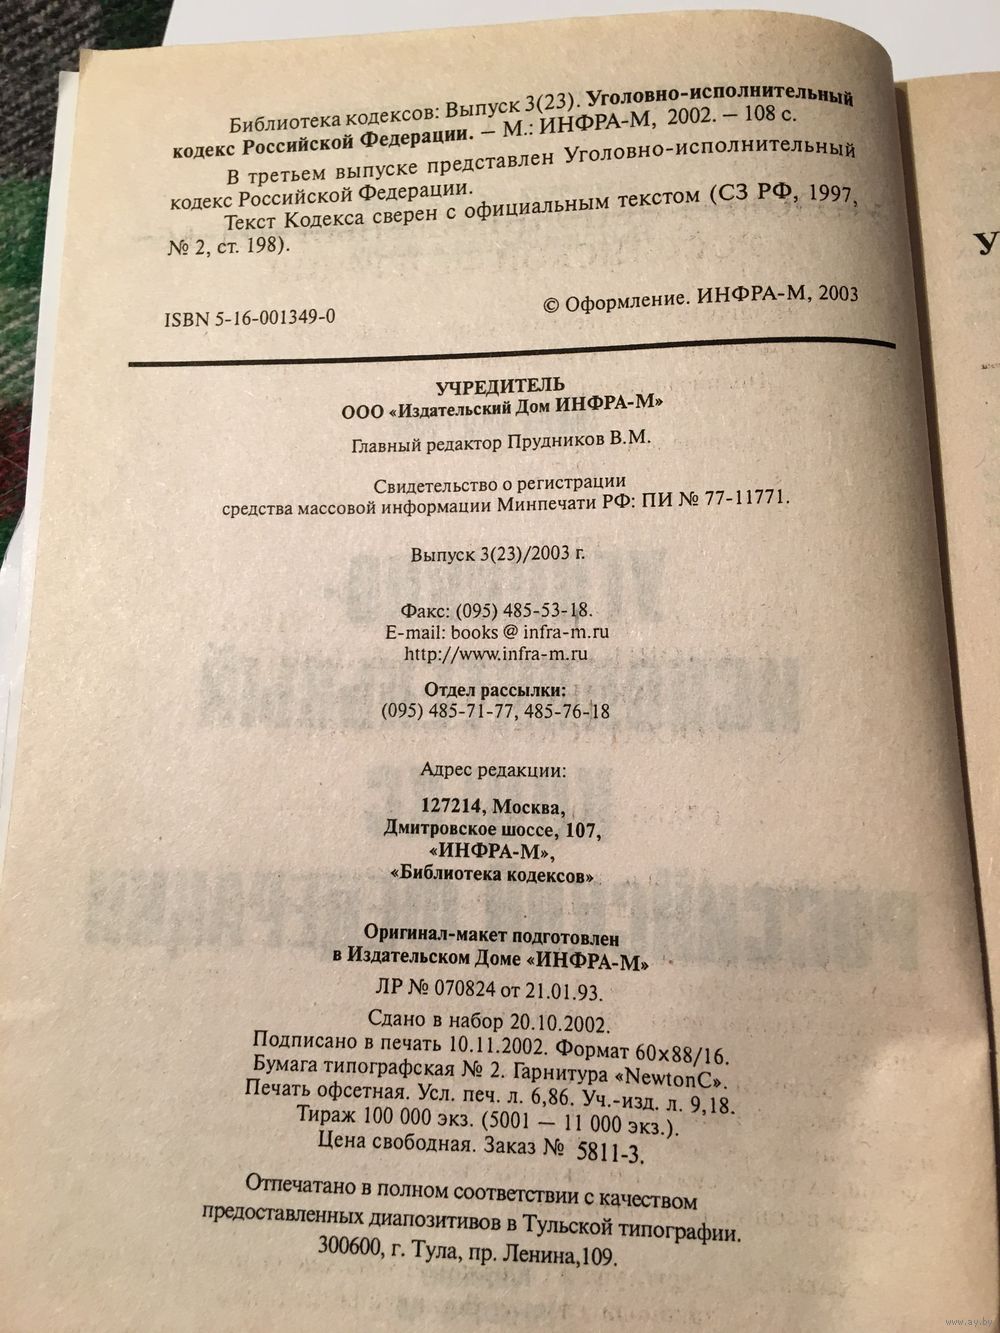 Библиотека кодексов: Выпуск 3(23). Уголовно-исполнительный
кодекс Российской Федерации. – М.: ИНФРА-М, 2002. – 108 с.
В третьем выпуске представлен Уголовно-исполнительный
кодекс Российской Федерации.
Текст Кодекса сверен с официальным текстом (СЗ РФ, 1997,
№ 2, ст. 198).
ISBN 5-16-001349-0
© Оформление. ИНФРА-М, 2003
УЧРЕДИТЕЛЬ
ООО «Издательский Дом ИНФРА-М»
Главный редактор Прудников В.М.
Свидетельство о регистрации
средства массовой информации Минпечати РФ: ПИ № 77-11771.
Выпуск 3(23)/2003 г.
Факс: (095) 485-53-18.
E-mail: books @ infra-m.ru
http://www.infra-m.ru
Отдел рассылки:
(095) 485-71-77, 485-76-18
Адрес редакции:
127214, Москва,
Дмитровское шоссе, 107,
«ИНФРА-М»,
«Библиотека кодексов»
Оригинал-макет подготовлен
в Издательском Доме «ИНФРА-М»
ЛР № 070824 от 21.01.93.
Сдано в набор 20.10.2002.
Подписано в печать 10.11.2002. Формат 60x88/16.
Бумага типографская № 2. Гарнитура «NewtonC».
Печать офсетная. Усл. печ. л. 6,86. Уч.-изд. л. 9,18.
Тираж 100 000 экз. (5001 – 11 000 экз.).
Цена свободная. Заказ № 5811-3.
Отпечатано в полном соответствии с качеством
предоставленных диапозитивов в Тульской типографии.
300600, г. Тула, пр. Ленина,109.
У
www.ay.by